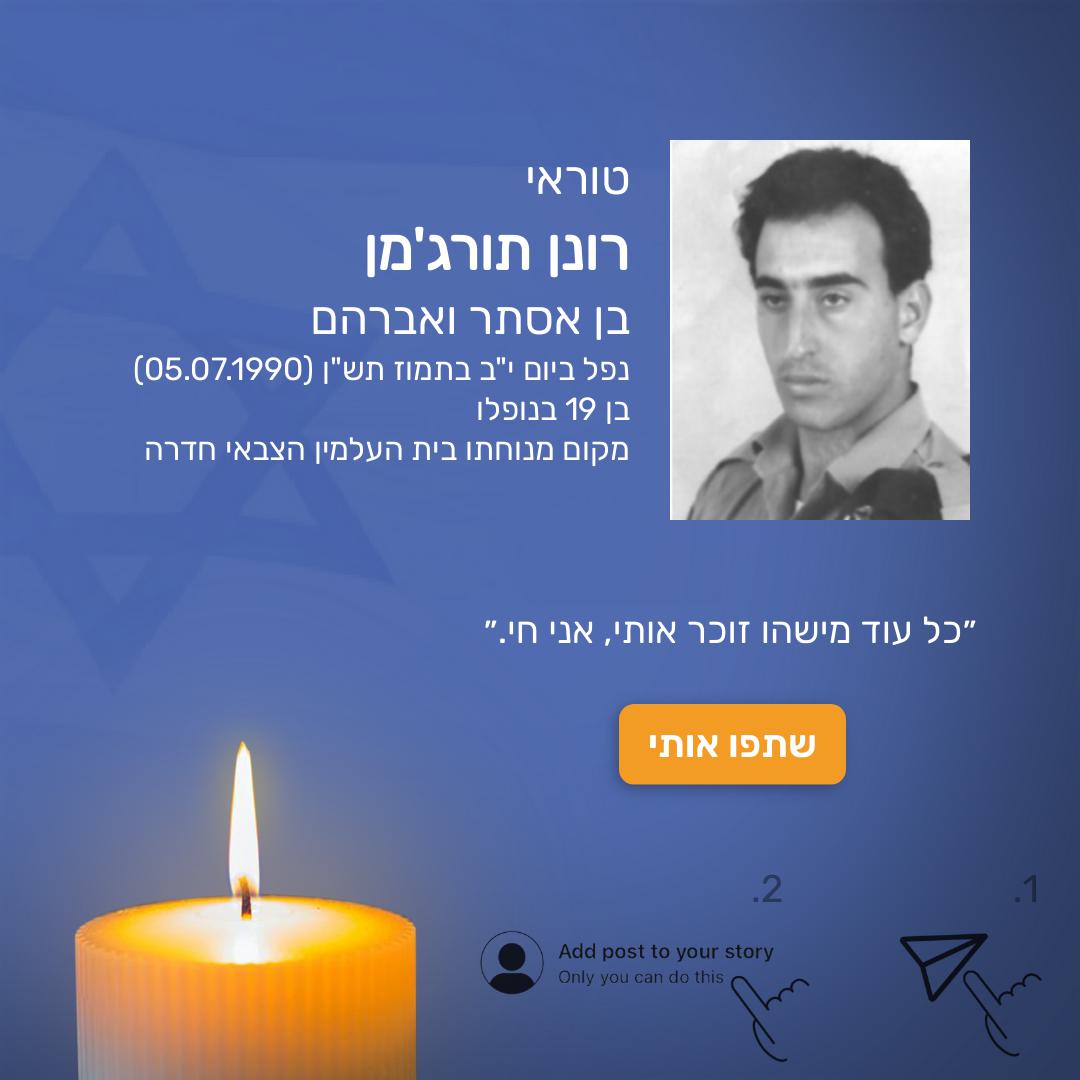 טוראי
רונן תורג'מן
בן אסתר ואברהם
נפל ביום י"ב בתמוז תש"ן (05.07.1990)
בן 19 בנופלו
מקום מנוחתו בית העלמין הצבאי חדרה
״כל עוד מישהו זוכר אותי, אני חי.״
שתפו אותי
1.
2.
Add post to your story
Only you can do this